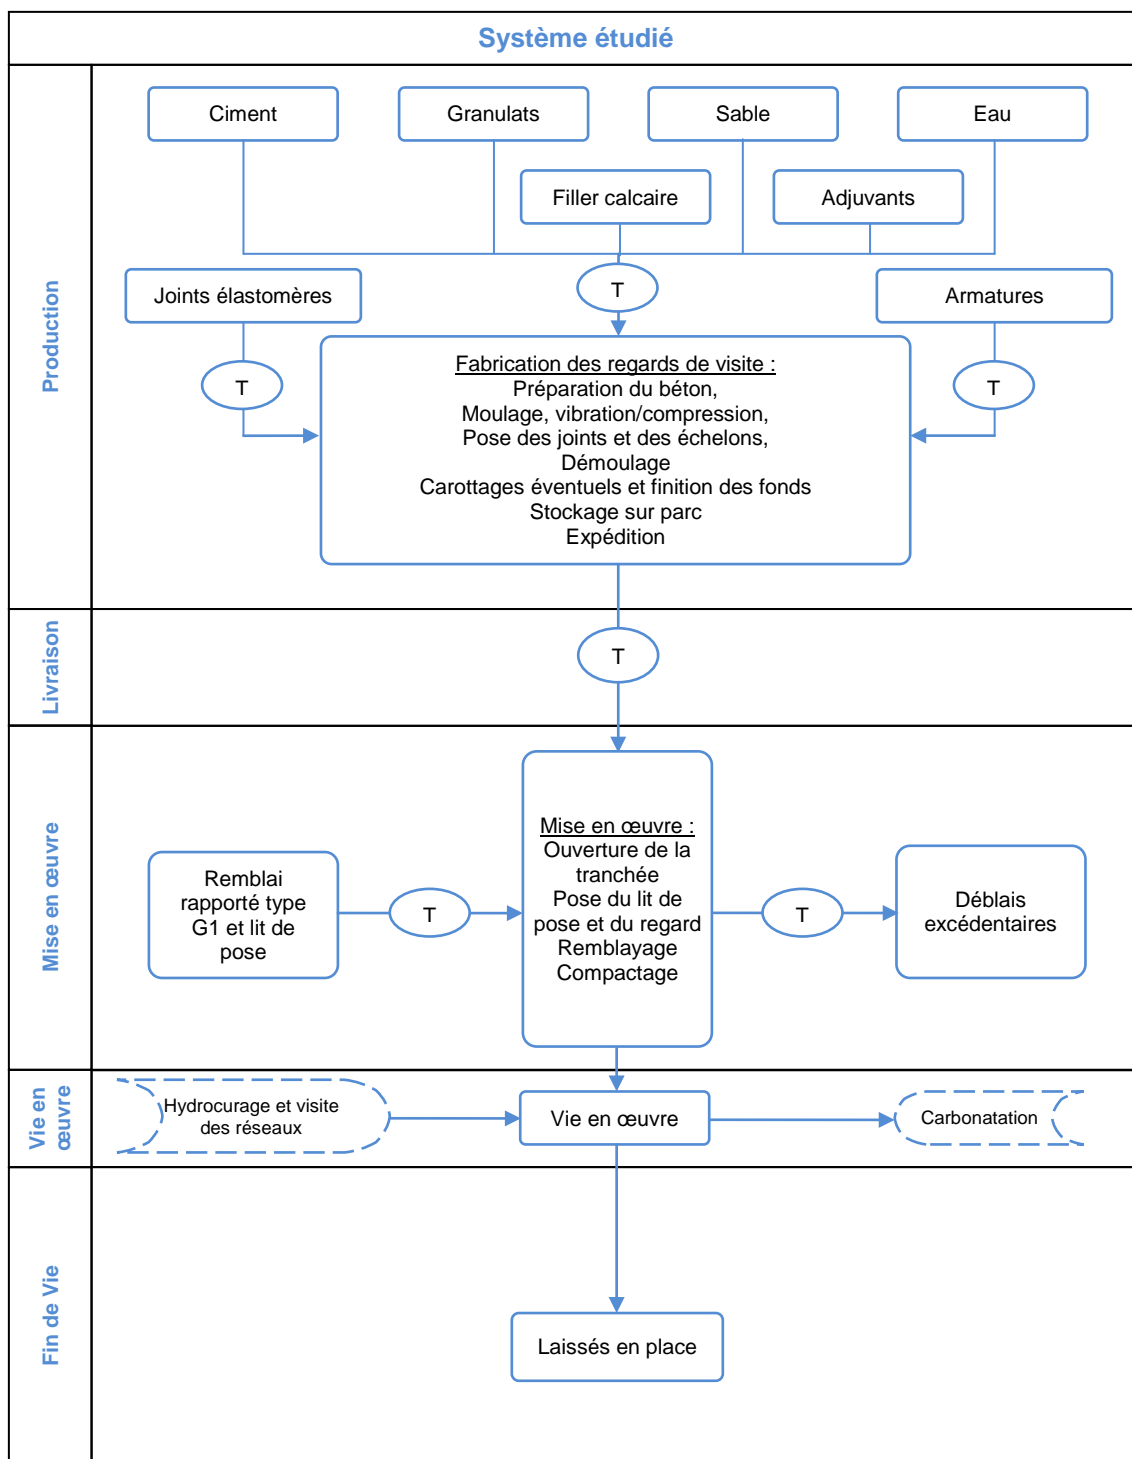 Système étudié
Production
Ciment
Granulats
Sable
Eau
Filler calcaire
Adjuvants
T
Joints élastomères
Armatures
T
T
Fabrication des regards de visite :
Préparation du béton,
Moulage, vibration/compression,
Pose des joints et des échelons,
Démoulage
Carottages éventuels et finition des fonds
Stockage sur parc
Expédition
Livraison
T
Mise en œuvre
Remblai
rapporté type
G1 et lit de
pose
T
Mise en œuvre :
Ouverture de la
tranchée
Pose du lit de
pose et du regard
Remblayage
Compactage
T
Déblais
excédentaires
Vie en
œuvre
Hydrocurage et visite
des réseaux
Vie en œuvre
Carbonatation
Fin de Vie
Laissés en place